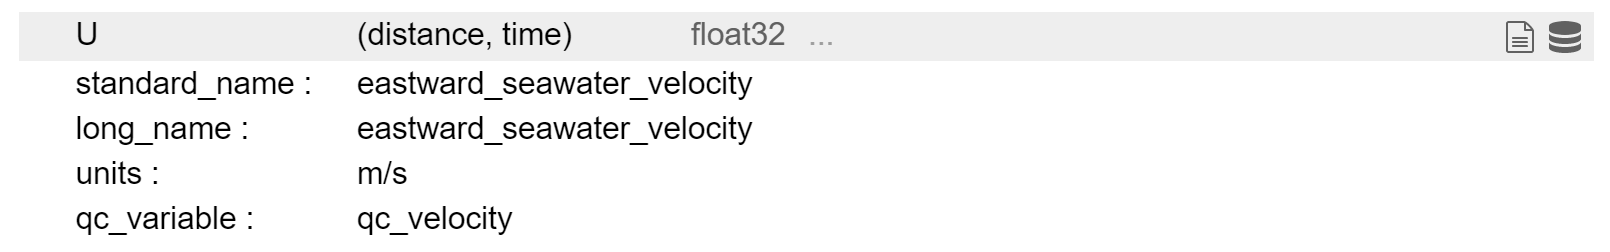 U (distance, time) float32 ...
standard_name : eastward_seawater_velocity
long_name : eastward_seawater_velocity
units : m/s
qc_variable : qc_velocity